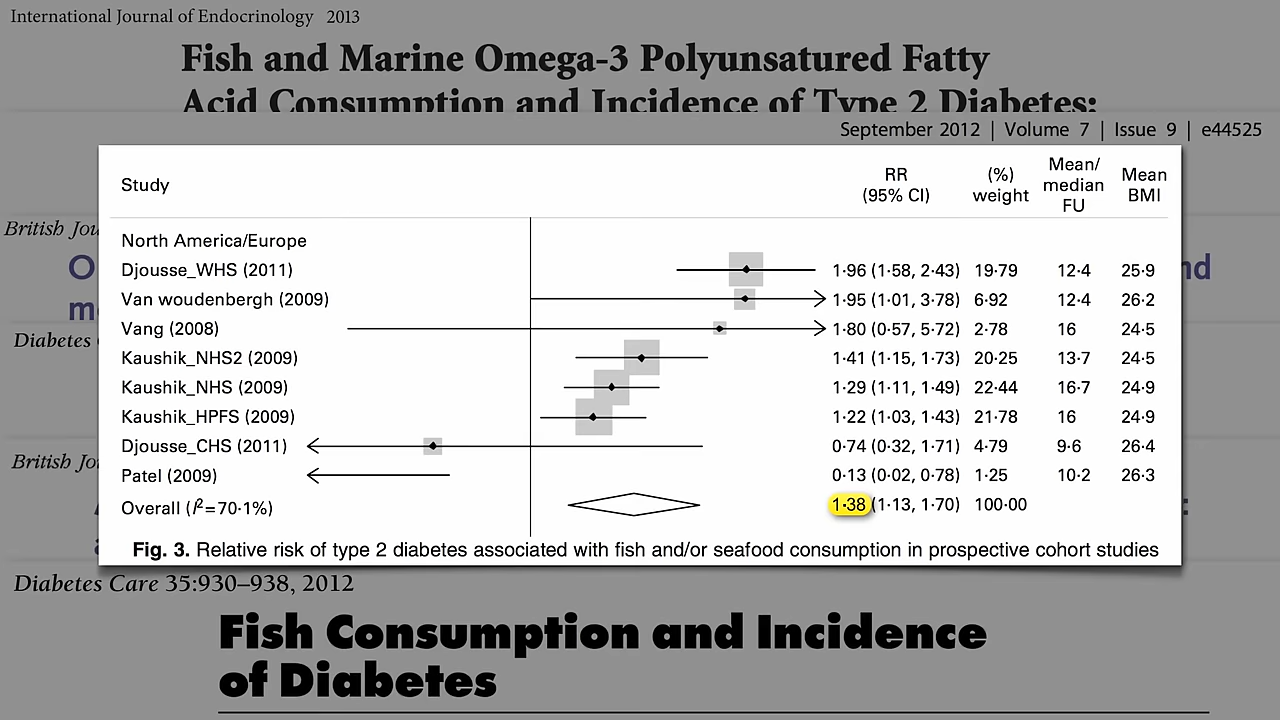 International Journal of Endocrinology 2013
Fish and Marine Omega-3 Polyunsaturated Fatty
Acid Consumption and Incidence of Type 2 Diabetes:
September 2012 | Volume 7 | Issue 9 | e44525
British Jou
O
nd
m
Diabetes
British Jo
Study RR (95% CI) (%) weight Mean/ median FU Mean BMI
North America/Europe
Djousse_WHS (2011) 1·96 (1·58, 2·43) 19·79 12·4 25·9
Van woudenbergh (2009) 1·95 (1·01, 3·78) 6·92 12·4 26·2
Vang (2008) 1·80 (0·57, 5·72) 2·78 16 24·5
Kaushik_NHS2 (2009) 1·41 (1·15, 1·73) 20·25 13·7 24·5
Kaushik_NHS (2009) 1·29 (1·11, 1·49) 22·44 16·7 24·9
Kaushik_HPFS (2009) 1·22 (1·03, 1·43) 21·78 16 24·9
Djousse_CHS (2011) 0·74 (0·32, 1·71) 4·79 9·6 26·4
Patel (2009) 0·13 (0·02, 0·78) 1·25 10·2 26·3
Overall (I²=70·1%) 1·38 (1·13, 1·70) 100·00
Fig. 3. Relative risk of type 2 diabetes associated with fish and/or seafood consumption in prospective cohort studies
Diabetes Care 35:930–938, 2012
Fish Consumption and Incidence
of Diabetes